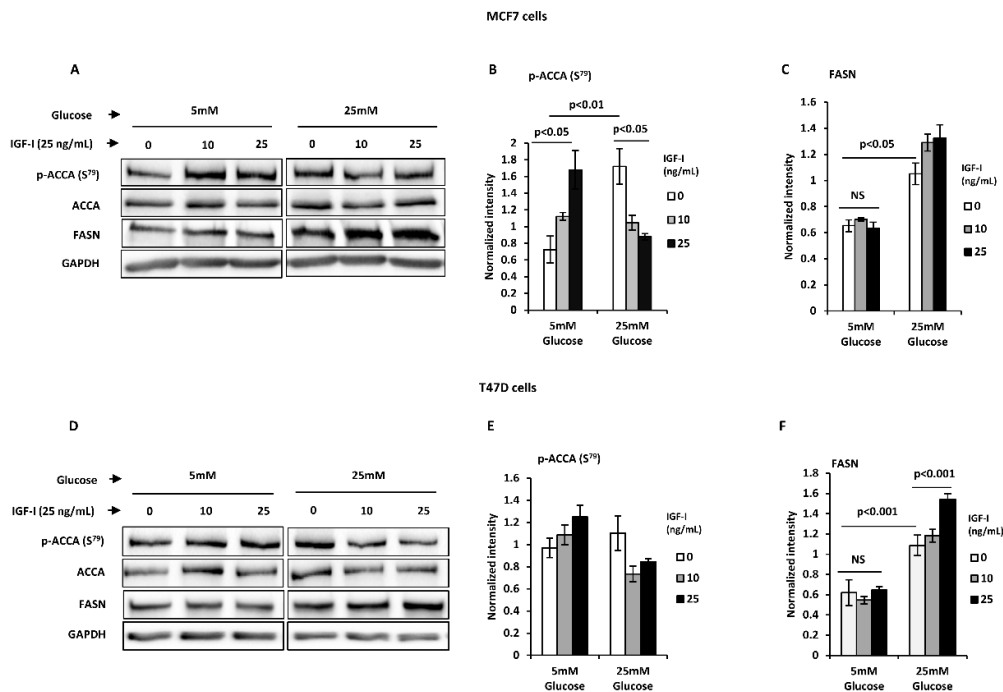 MCF7 cells
A
Glucose
5mM
25mM
IGF-I (25 ng/mL)
0 10 25 0 10 25
p-ACCA (S⁷⁹)
ACCA
FASN
GAPDH
B
p-ACCA (S⁷⁹)
p<0.01
p<0.05 p<0.05
Normalized intensity
2
1.8
1.6
1.4
1.2
1
0.8
0.6
0.4
0.2
0
5mM
Glucose
25mM
Glucose
IGF-I
(ng/mL)
0
10
25
C
FASN
p<0.05
NS
Normalized intensity
1.6
1.4
1.2
1
0.8
0.6
0.4
0.2
0
5mM
Glucose
25mM
Glucose
IGF-I
(ng/mL)
0
10
25
T47D cells
D
Glucose
5mM
25mM
IGF-I (25 ng/mL)
0 10 25 0 10 25
p-ACCA (S⁷⁹)
ACCA
FASN
GAPDH
E
p-ACCA (S⁷⁹)
Normalized intensity
1.6
1.4
1.2
1
0.8
0.6
0.4
0.2
0
5mM
Glucose
25mM
Glucose
IGF-I
(ng/mL)
0
10
25
F
FASN
p<0.001
p<0.001
NS
Normalized intensity
1.8
1.6
1.4
1.2
1
0.8
0.6
0.4
0.2
0
5mM
Glucose
25mM
Glucose
IGF-I
(ng/mL)
0
10
25